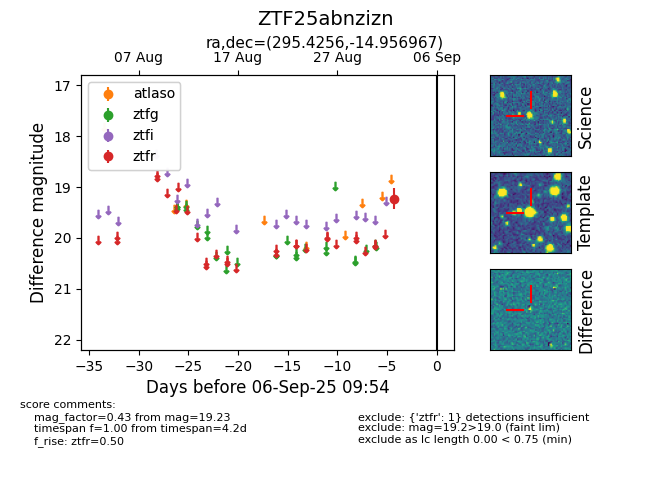 ZTF25abnzizn
ra,dec=(295.4256,-14.956967)
07 Aug 17 Aug 27 Aug 06 Sep
17
18
19
20
21
22
Difference magnitude
atlaso
ztfg
ztfi
ztfr
−35 −30 −25 −20 −15 −10 −5 0
Days before 06-Sep-25 09:54
Science
Template
Difference
score comments:
mag_factor=0.43 from mag=19.23
timespan f=1.00 from timespan=4.2d
f_rise: ztfr=0.50
exclude: {'ztfr': 1} detections insufficient
exclude: mag=19.2>19.0 (faint lim)
exclude as lc length 0.00 < 0.75 (min)